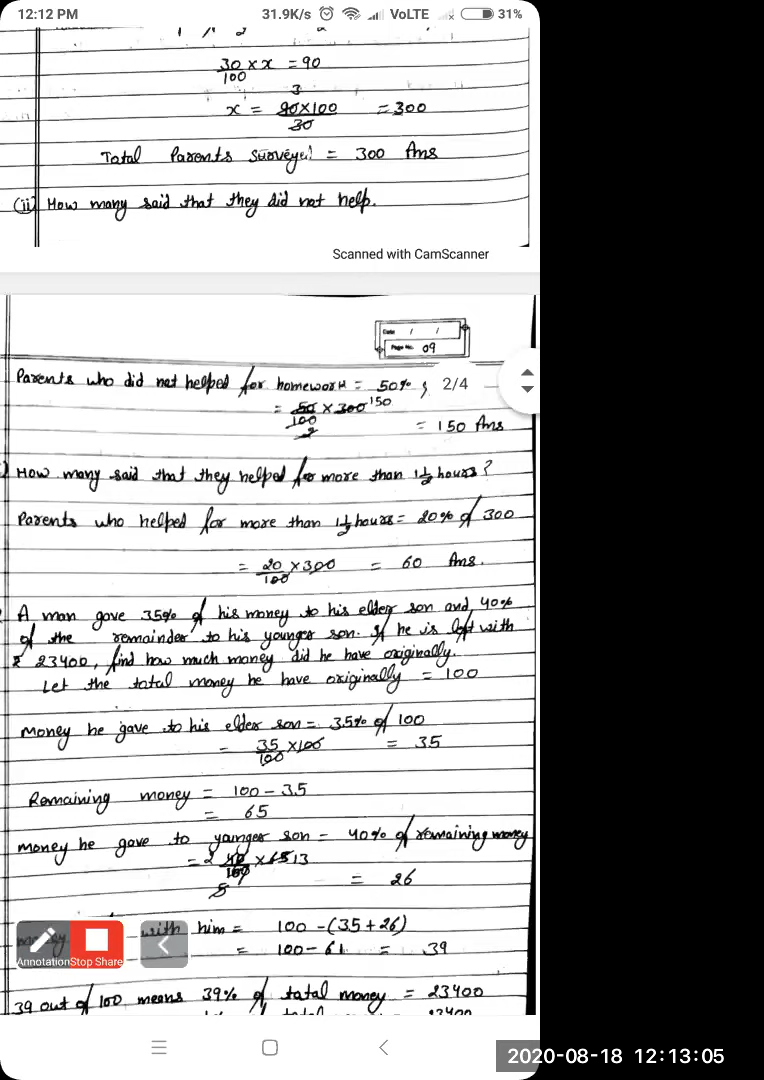 12:12 PM 31.9K/s VoLTE 31%
30/100 × x = 90
3
x = 90×100/30 = 300
Total Parents Surveyed = 300 Ans
(ii) How many said that they did not help.
Scanned with CamScanner
Date / /
Page No. 09
Parents who did not helped for homework = 50%
2/4
= 50/100 × 300 150
2
= 150 Ans
How many said that they helped for more than 1½ hours?
Parents who helped for more than 1½ hours = 20% of 300
= 20/100 × 300 = 60 Ans.
A man gave 35% of his money to his elder son and 40%
of the remainder to his younger son. If he is left with
₹ 23400, find how much money did he have originally.
Let the total money he have originally = 100
Money he gave to his elder son = 35% of 100
= 35/100 × 100 = 35
Remaining money = 100 - 35
= 65
Money he gave to younger son = 40% of remaining money
= 2 40/100 × 65 13
5
= 26
with him = 100 - (35+26)
= 100 - 61 = 39
Annotation Stop Share
39 out of 100 means 39% of total money = 23400
2020-08-18 12:13:05